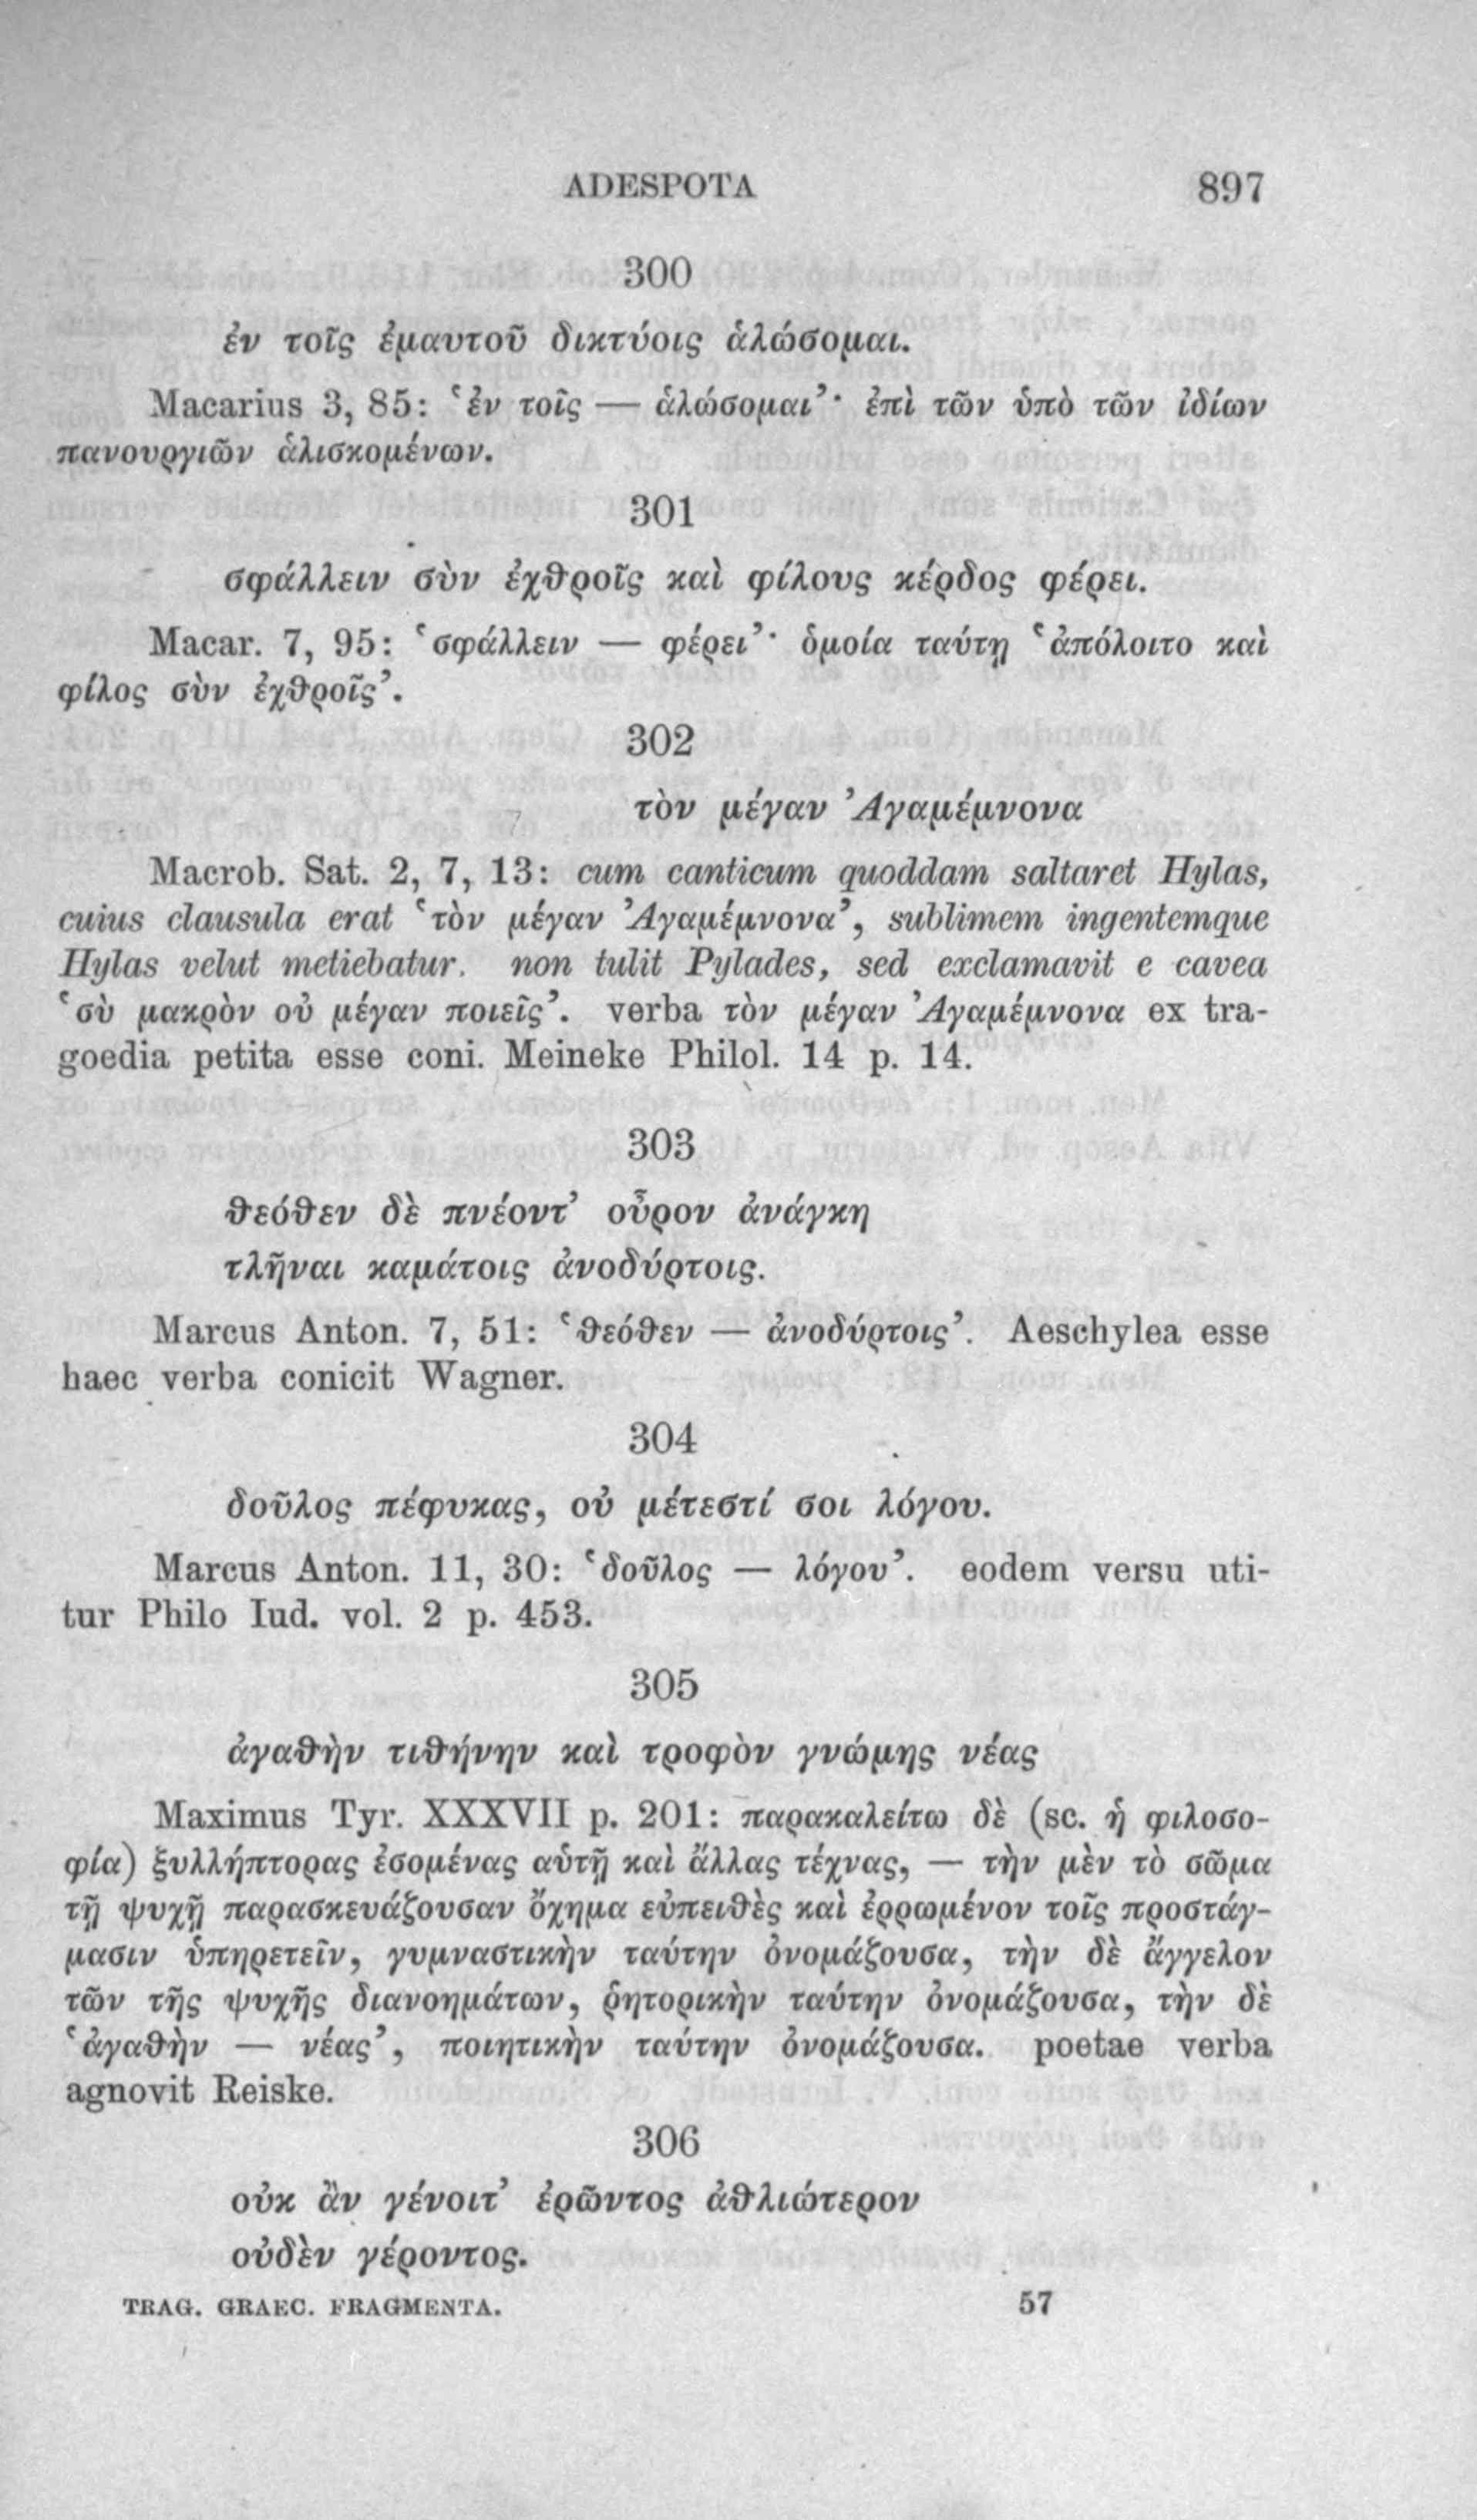 ADESPOTA 897
300
ἐν τοῖς ἐμαυτοῦ δικτύοις ἁλώσομαι.
Macarius 3, 85: ‘ἐν τοῖς — ἁλώσομαι’· ἐπὶ τῶν ὑπὸ τῶν ἰδίων
πανουργιῶν ἁλισκομένων.
301
σφάλλειν σὺν ἐχθροῖς καὶ φίλους κέρδος φέρει.
Macar. 7, 95: ‘σφάλλειν — φέρει’· ὁμοία ταύτῃ ‘ἀπόλοιτο καὶ
φίλος σὺν ἐχθροῖς’.
302
τὸν μέγαν Ἀγαμέμνονα
Macrob. Sat. 2, 7, 13: cum canticum quoddam saltaret Hylas,
cuius clausula erat ‘τὸν μέγαν Ἀγαμέμνονα’, sublimem ingentemque
Hylas velut metiebatur. non tulit Pylades, sed exclamavit e cavea
‘σὺ μακρὸν οὐ μέγαν ποιεῖς’. verba τὸν μέγαν Ἀγαμέμνονα ex tra-
goedia petita esse coni. Meineke Philol. 14 p. 14.
303
θεόθεν δὲ πνέοντ’ οὖρον ἀνάγκη
τλῆναι καμάτοις ἀνοδύρτοις.
Marcus Anton. 7, 51: ‘θεόθεν — ἀνοδύρτοις’. Aeschylea esse
haec verba conicit Wagner.
304
δοῦλος πέφυκας, οὐ μέτεστί σοι λόγου.
Marcus Anton. 11, 30: ‘δοῦλος — λόγου’. eodem versu uti-
tur Philo Iud. vol. 2 p. 453.
305
ἀγαθὴν τιθήνην καὶ τροφὸν γνώμης νέας
Maximus Tyr. XXXVII p. 201: παρακαλείτω δὲ (sc. ἡ φιλοσο-
φία) ξυλλήπτορας ἐσομένας αὑτῇ καὶ ἄλλας τέχνας, — τὴν μὲν τὸ σῶμα
τῇ ψυχῇ παρασκευάζουσαν ὄχημα εὐπειθὲς καὶ ἐρρωμένον τοῖς προστάγ-
μασιν ὑπηρετεῖν, γυμναστικὴν ταύτην ὀνομάζουσα, τὴν δὲ ἄγγελον
τῶν τῆς ψυχῆς διανοημάτων, ῥητορικὴν ταύτην ὀνομάζουσα, τὴν δὲ
‘ἀγαθὴν — νέας’, ποιητικὴν ταύτην ὀνομάζουσα. poetae verba
agnovit Reiske.
306
οὐκ ἂν γένοιτ’ ἐρῶντος ἀθλιώτερον
οὐδὲν γέροντος.
TRAG. GRAEC. FRAGMENTA. 57